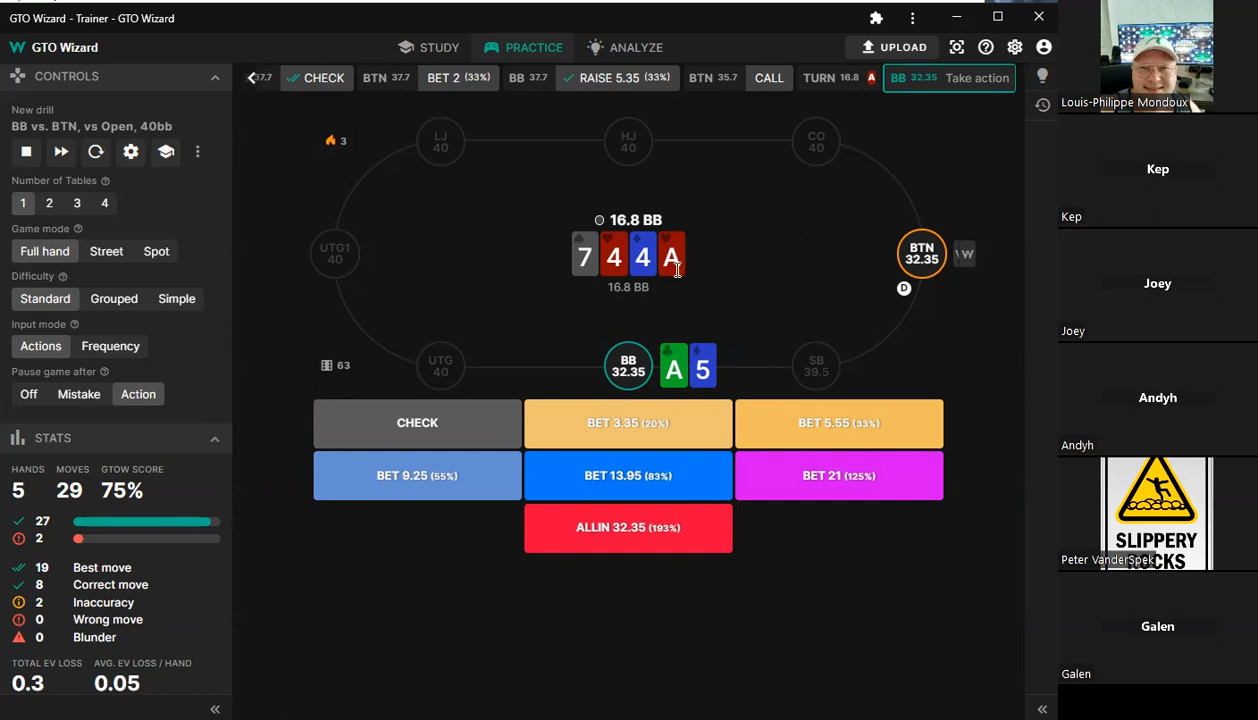 GTO Wizard - Trainer - GTO Wizard
GTO Wizard
STUDY
PRACTICE
ANALYZE
UPLOAD
CONTROLS
37.7
CHECK
BTN 37.7
BET 2 (33%)
BB 37.7
RAISE 5.35 (33%)
BTN 35.7
CALL
TURN 16.8 A
BB 32.35 Take action
New drill
BB vs. BTN, vs Open, 40bb
Number of Tables
1 2 3 4
Game mode
Full hand Street Spot
Difficulty
Standard Grouped Simple
Input mode
Actions Frequency
Pause game after
Off Mistake Action
STATS
HANDS MOVES GTOW SCORE
5 29 75%
27
2
19 Best move
8 Correct move
2 Inaccuracy
0 Wrong move
0 Blunder
TOTAL EV LOSS AVG. EV LOSS / HAND
0.3 0.05
3
LJ
40
HJ
40
CO
40
UTG1
40
16.8 BB
7 4 4 A
16.8 BB
BTN
32.35
W
D
63
UTG
40
BB
32.35
A 5
SB
39.5
CHECK
BET 3.35 (20%)
BET 5.55 (33%)
BET 9.25 (55%)
BET 13.95 (83%)
BET 21 (125%)
ALLIN 32.35 (193%)
Louis-Philippe Mondoux
Kep
Kep
Joey
Joey
Andyh
Andyh
SLIPPERY
ROCKS
Peter VanderSpek
Galen
Galen